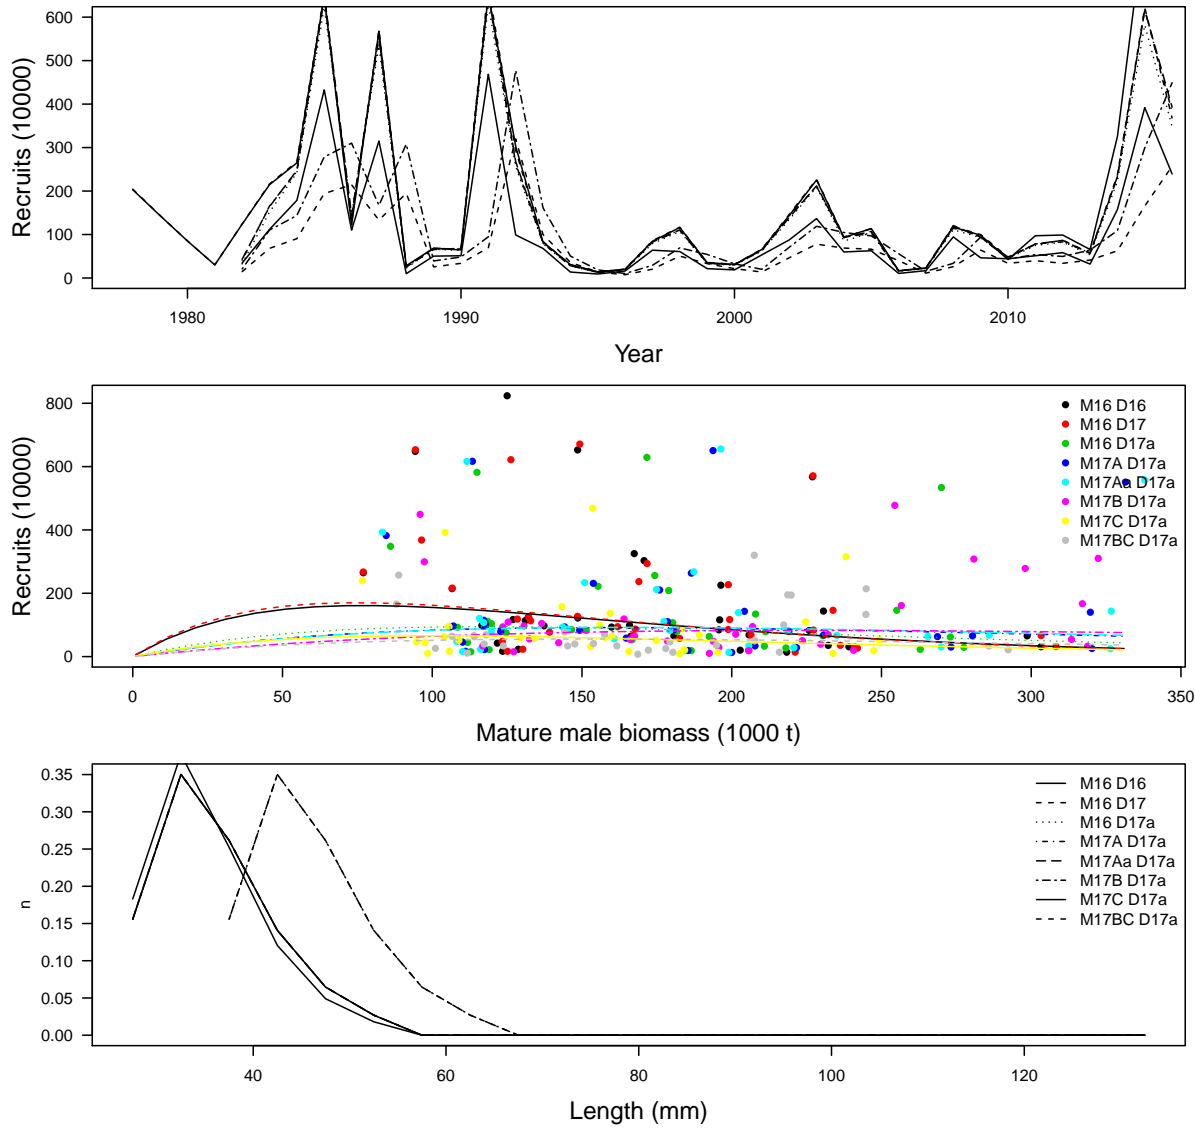 Recruits (10000)
600
500
400
300
200
100
0
1980
1990
2000
2010
Year
Recruits (10000)
800
600
400
200
0
M16 D16
M16 D17
M16 D17a
M17A D17a
M17Aa D17a
M17B D17a
M17C D17a
M17BC D17a
0
50
100
150
200
250
300
350
Mature male biomass (1000 t)
n
0.35
0.30
0.25
0.20
0.15
0.10
0.05
0.00
M16 D16
M16 D17
M16 D17a
M17A D17a
M17Aa D17a
M17B D17a
M17C D17a
M17BC D17a
40
60
80
100
120
Length (mm)